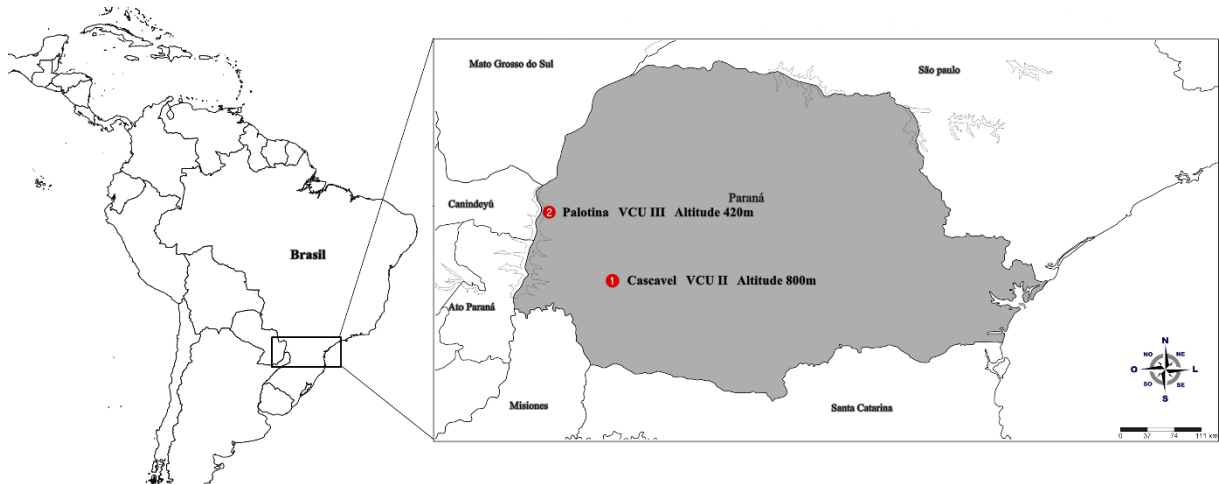 Brasil
Mato Grosso do Sul
São paulo
Canindeyú
Paraná
2 Palotina VCU III Altitude 420m
1 Cascavel VCU II Altitude 800m
Ato Paraná
Misiones
Santa Catarina
N
NO NE
O L
SO SE
S
0 37 74 111 km